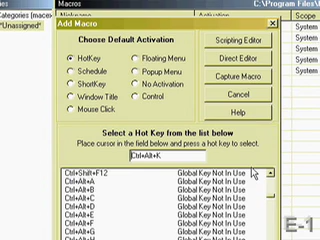 ries
Macros
C:\Program Files\
Categories [macex
Nickname
Activation
Scope
"Unassigned"
Add Macro
System
System
System
System
System
Choose Default Activation
HotKey
Floating Menu
Schedule
Popup Menu
ShortKey
No Activation
Window Title
Control
Mouse Click
Scripting Editor
Direct Editor
Capture Macro
Cancel
Help
Select a Hot Key from the list below
Place cursor in the field below and press a hot key to select.
Ctrl+Alt+K
Ctrl+Shift+F12 Global Key Not In Use
Ctrl+Alt+A Global Key Not In Use
Ctrl+Alt+B Global Key Not In Use
Ctrl+Alt+C Global Key Not In Use
Ctrl+Alt+D Global Key Not In Use
Ctrl+Alt+E Global Key Not In Use
Ctrl+Alt+F Global Key Not In Use
Ctrl+Alt+G Global Key Not In Use
E-1